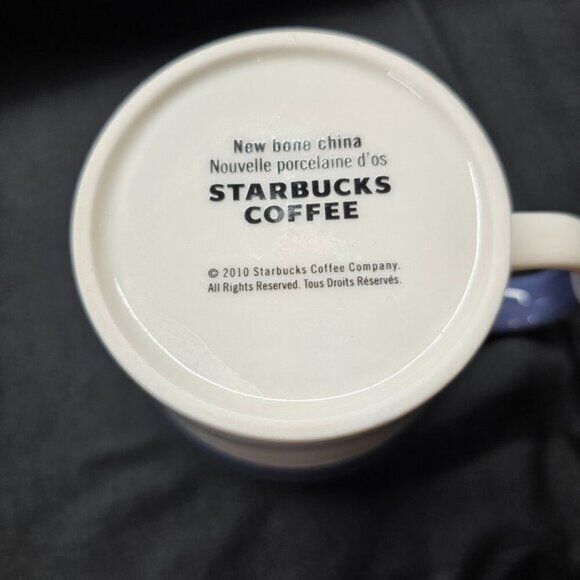 New bone china
Nouvelle porcelaine d'os
STARBUCKS
COFFEE
© 2010 Starbucks Coffee Company.
All Rights Reserved. Tous Droits Réservés.